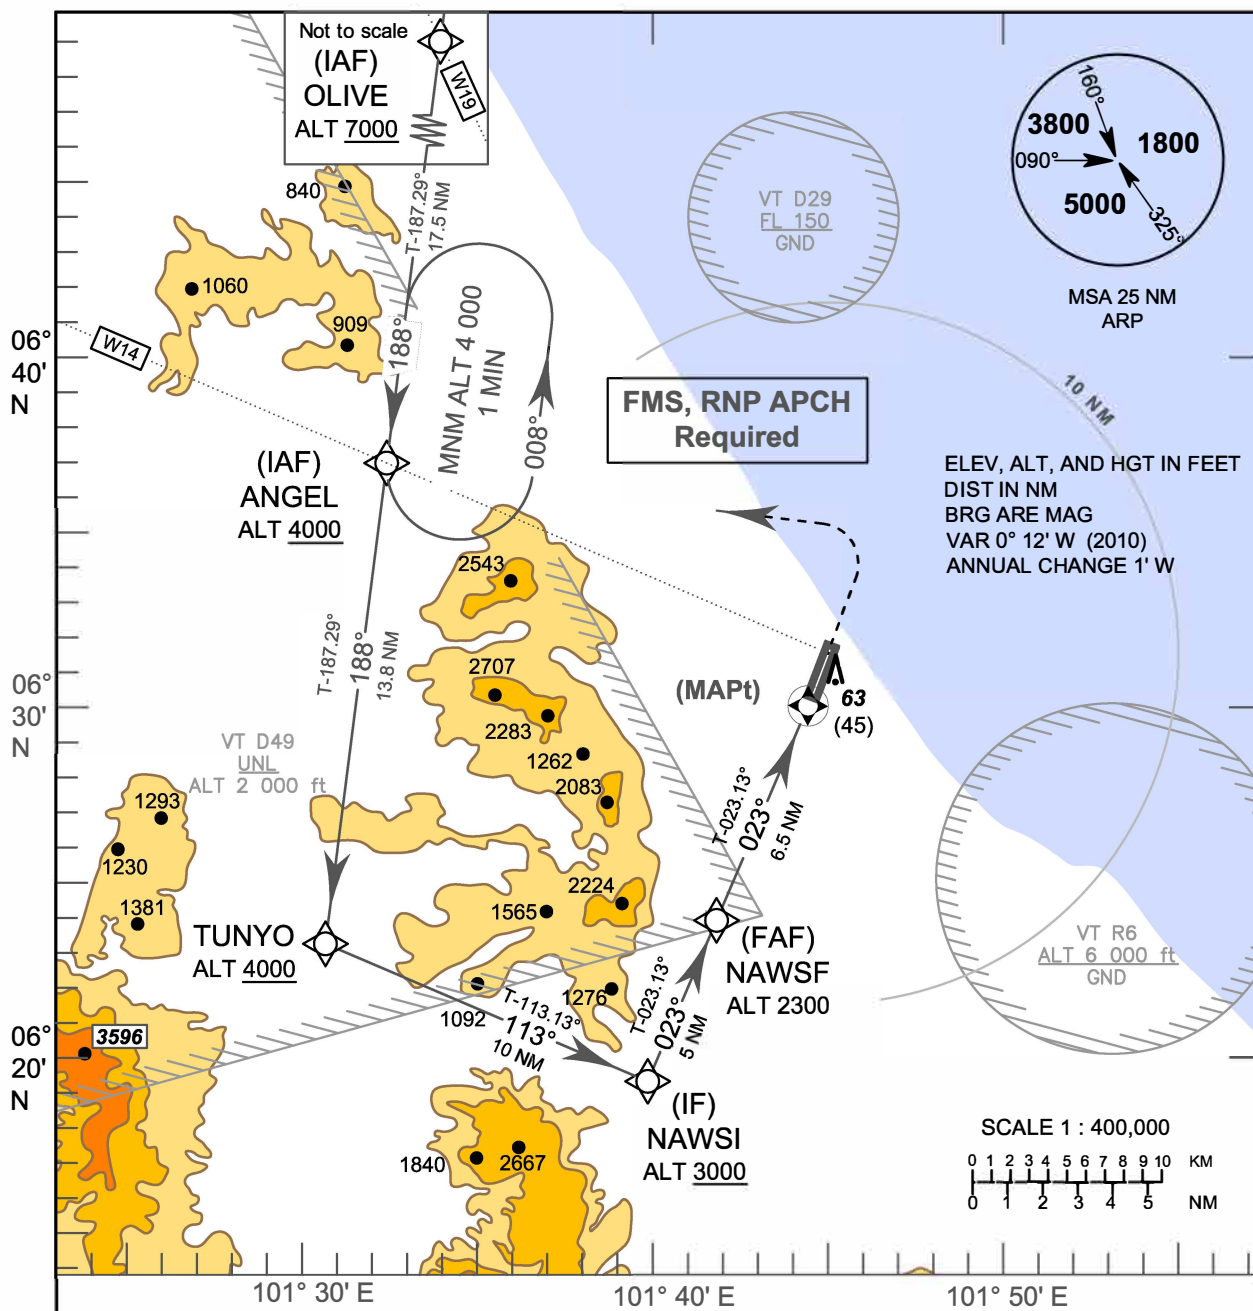 Not to scale
(IAF)
OLIVE
ALT 7000
W19
T-187.29°
17.5 NM
160°
3800
1800
090°
5000
325°
MSA 25 NM
ARP
VT D29
FL 150
GND
840
1060
909
188°
MNM ALT 4 000
1 MIN
008°
06°
40'
N
W14
FMS, RNP APCH
Required
10 NM
(IAF)
ANGEL
ALT 4000
ELEV, ALT, AND HGT IN FEET
DIST IN NM
BRG ARE MAG
VAR 0° 12' W (2010)
ANNUAL CHANGE 1' W
2543
T-187.29°
188°
13.8 NM
2707
2283
1262
2083
(MAPt)
63
(45)
06°
30'
N
VT D49
UNL
ALT 2 000 ft
1293
1230
1381
T-023.13°
023°
6.5 NM
2224
1565
TUNYO
ALT 4000
(FAF)
NAWSF
ALT 2300
VT R6
ALT 6 000 ft
GND
1276
1092
T-113.13°
113°
10 NM
T-023.13°
023°
5 NM
06°
20'
N
3596
(IF)
NAWSI
ALT 3000
1840
2667
SCALE 1 : 400,000
0 1 2 3 4 5 6 7 8 9 10 KM
0 1 2 3 4 5 NM
101° 30' E
101° 40' E
101° 50' E